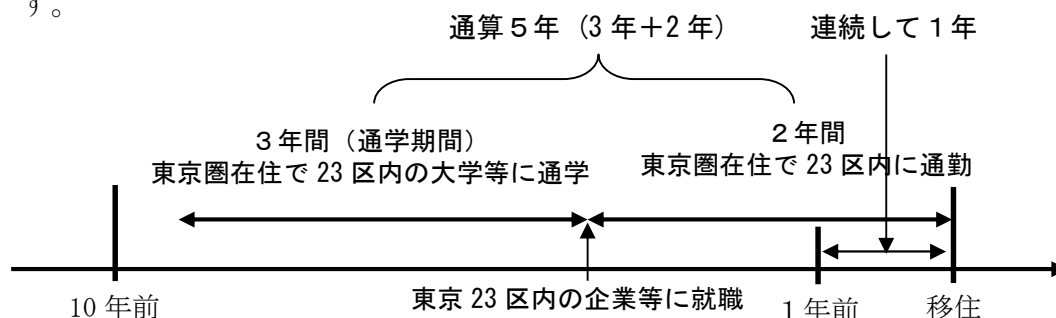 す。
通算５年（3 年＋2 年） 連続して１年
３年間（通学期間） ２年間
東京圏在住で 23 区内の大学等に通学 東京圏在住で 23 区内に通勤
10 年前 東京 23 区内の企業等に就職 １年前 移住